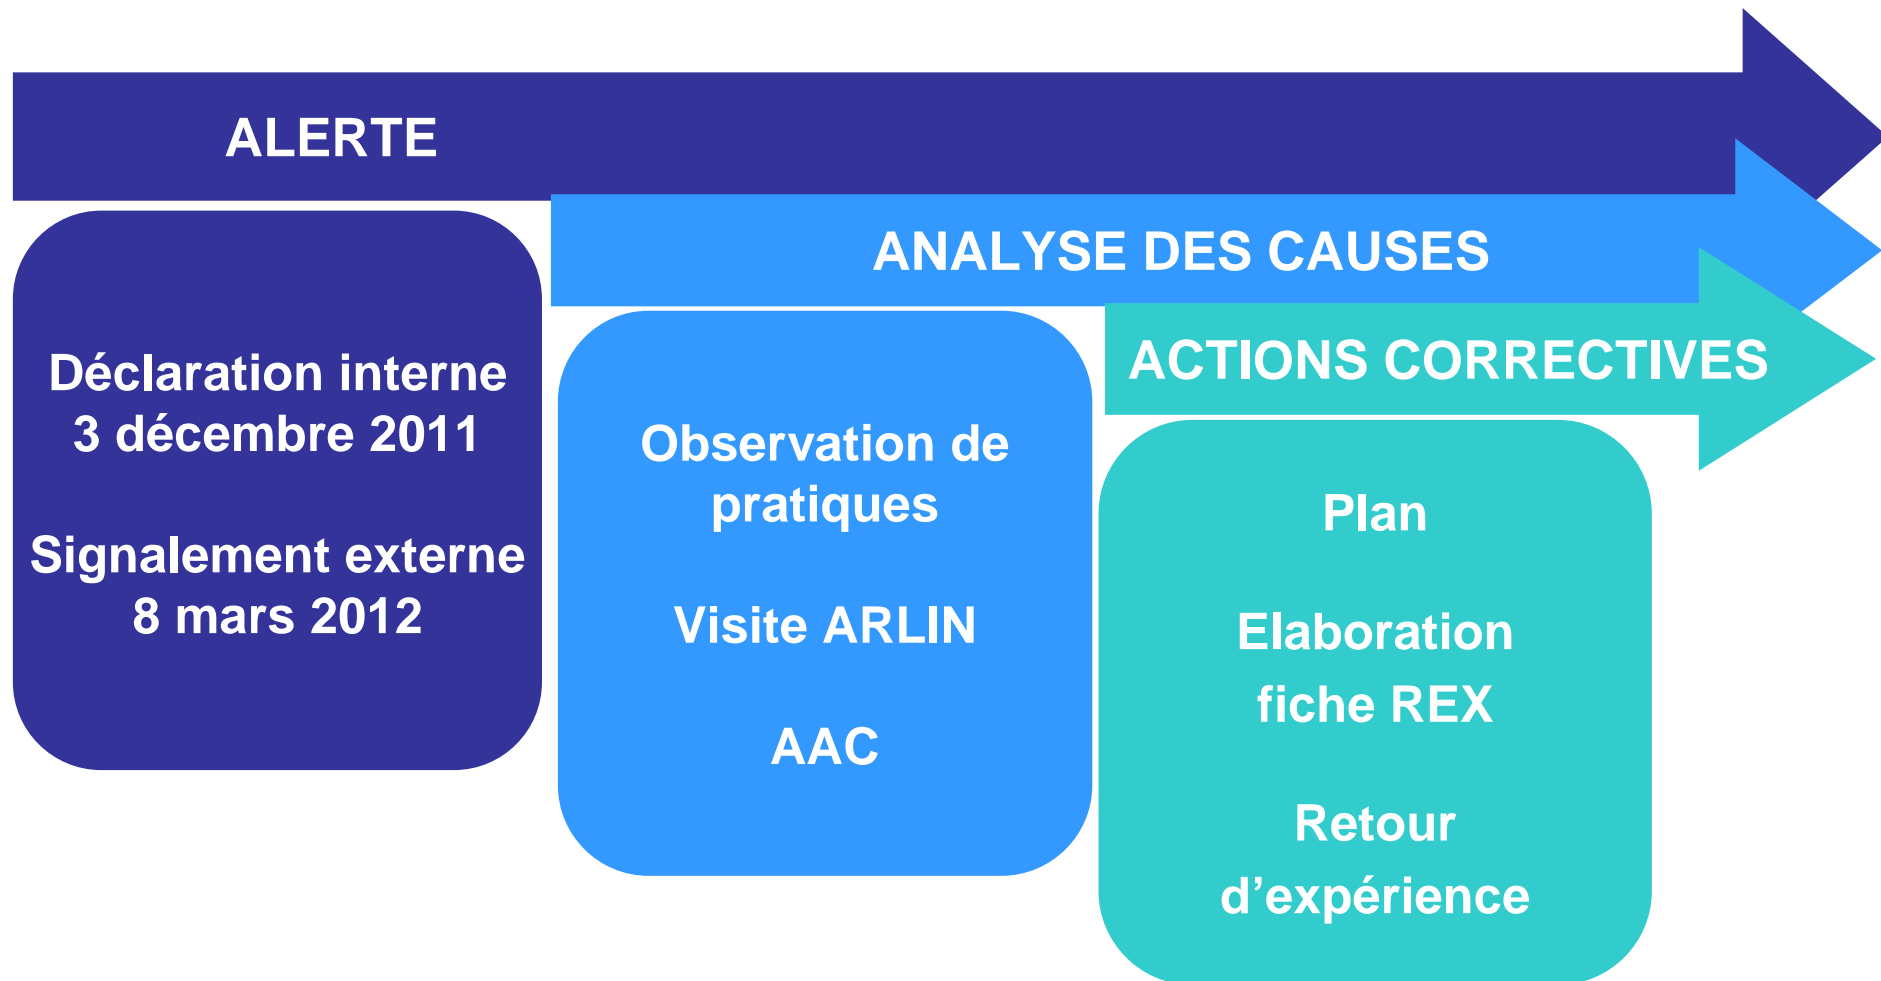 ALERTE
ANALYSE DES CAUSES
ACTIONS CORRECTIVES
Déclaration interne
3 décembre 2011
Signalement externe
8 mars 2012
Observation de
pratiques
Visite ARLIN
AAC
Plan
Elaboration
fiche REX
Retour
d’expérience